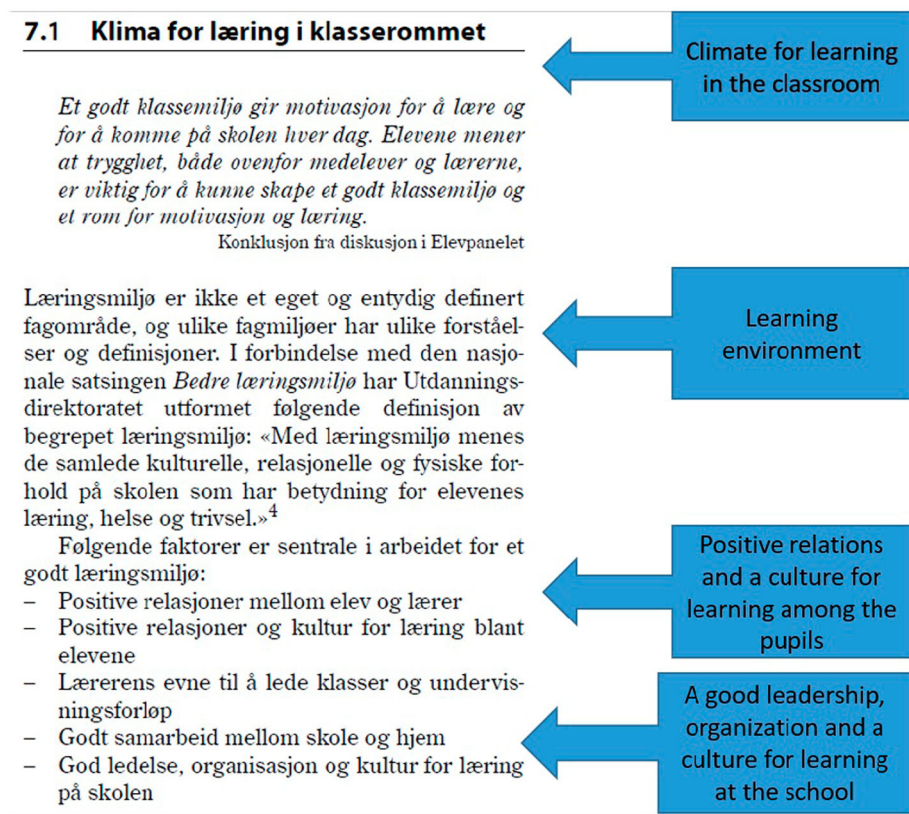 7.1 Klima for læring i klasserommet
Et godt klassemiljø gir motivasjon for å lære og
for å komme på skolen hver dag. Elevene mener
at trygghet, både ovenfor medelever og lærerne,
er viktig for å kunne skape et godt klassemiljø og
et rom for motivasjon og læring.
Konklusjon fra diskusjon i Elevpanelet
Læringsmiljø er ikke et eget og entydig definert
fagområde, og ulike fagmiljøer har ulike forståel-
ser og definisjoner. I forbindelse med den nasjo-
nale satsingen Bedre læringsmiljø har Utdannings-
direktoratet utformet følgende definisjon av
begrepet læringsmiljø: «Med læringsmiljø menes
de samlede kulturelle, relasjonelle og fysiske for-
hold på skolen som har betydning for elevenes
læring, helse og trivsel.»4
Følgende faktorer er sentrale i arbeidet for et
godt læringsmiljø:
– Positive relasjoner mellom elev og lærer
– Positive relasjoner og kultur for læring blant
elevene
– Lærerens evne til å lede klasser og undervis-
ningsforløp
– Godt samarbeid mellom skole og hjem
– God ledelse, organisasjon og kultur for læring
på skolen
Climate for learning
in the classroom
Learning
environment
Positive relations
and a culture for
learning among the
pupils
A good leadership,
organization and a
culture for learning
at the school